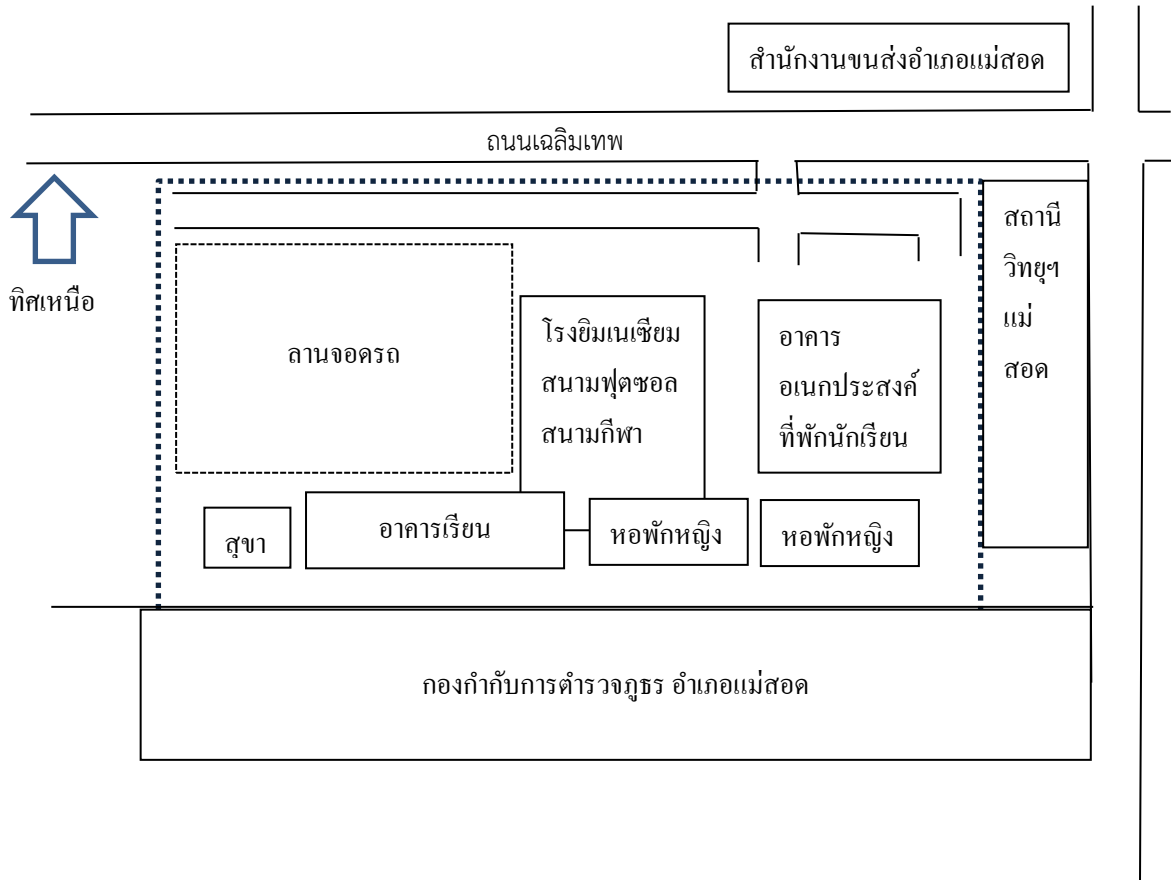 สำนักงานขนส่งอำเภอแม่สอด
ถนนเฉลิมเทพ
ทิศเหนือ
สถานี
วิทยุฯ
แม่
สอด
ลานจอดรถ
โรงยิมเนเซียม
สนามฟุตซอล
สนามกีฬา
อาคาร
อเนกประสงค์
ที่พักนักเรียน
สุขา
อาคารเรียน
หอพักหญิง
หอพักหญิง
กองกำกับการตำรวจภูธร อำเภอแม่สอด